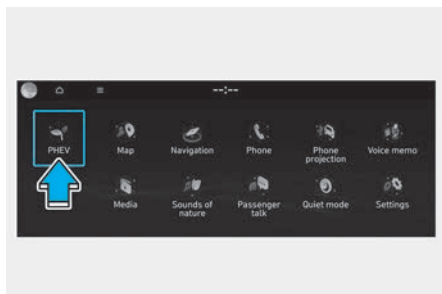 --:--
PHEV
Map
Navigation
Phone
Phone
projection
Voice memo
Media
Sounds of
nature
Passenger
talk
Quiet mode
Settings